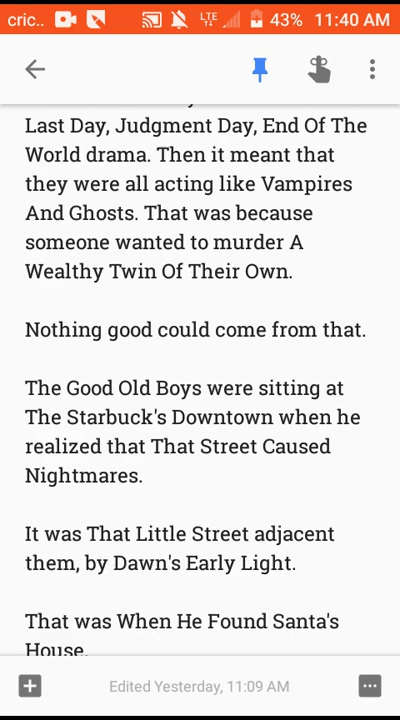 cric.. LTE 43% 11:40 AM
Last Day, Judgment Day, End Of The
World drama. Then it meant that
they were all acting like Vampires
And Ghosts. That was because
someone wanted to murder A
Wealthy Twin Of Their Own.
Nothing good could come from that.
The Good Old Boys were sitting at
The Starbuck's Downtown when he
realized that That Street Caused
Nightmares.
It was That Little Street adjacent
them, by Dawn's Early Light.
That was When He Found Santa's
House.
Edited Yesterday, 11:09 AM